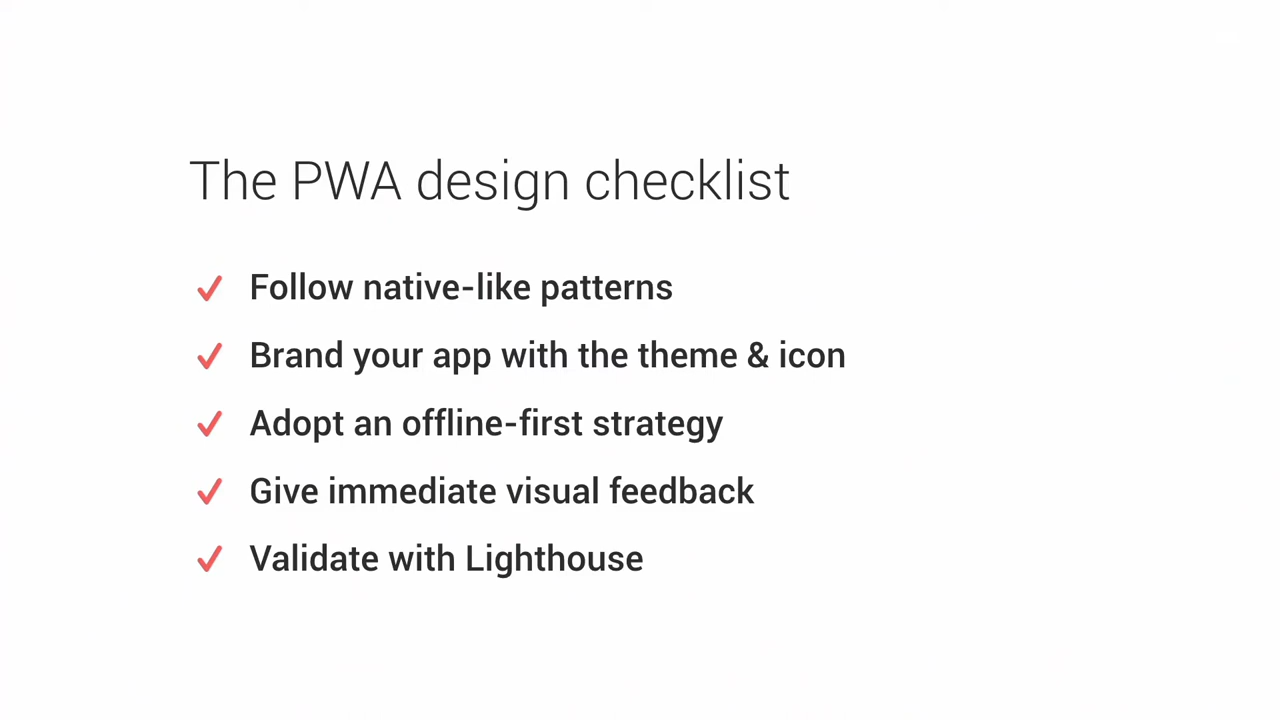 The PWA design checklist
Follow native-like patterns
Brand your app with the theme & icon
Adopt an offline-first strategy
Give immediate visual feedback
Validate with Lighthouse